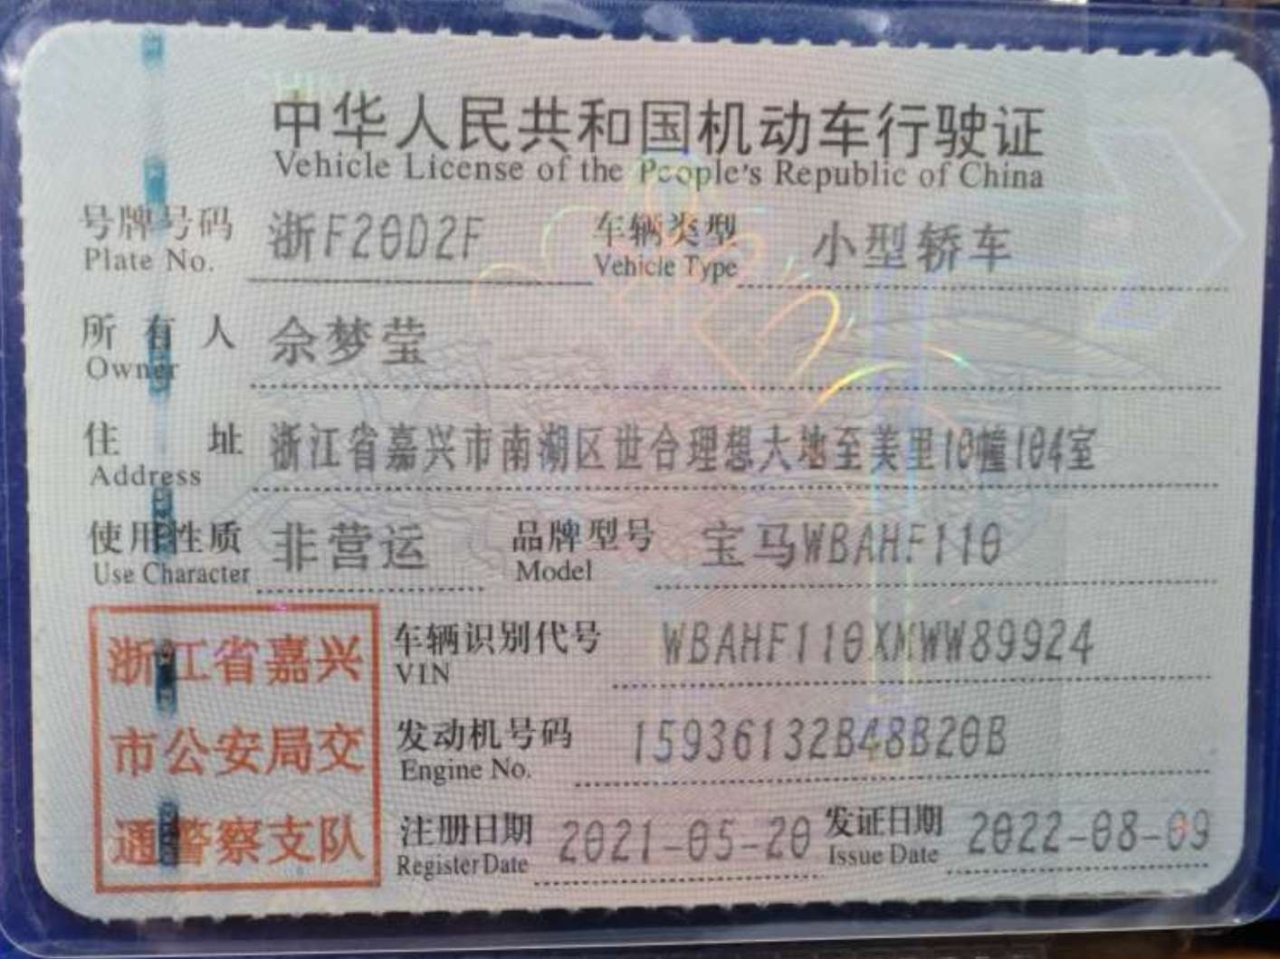 中华人民共和国机动车行驶证
Vehicle License of the People's Republic of China
号牌号码 浙F20D2F 车辆类型 小型轿车
Plate No. Vehicle Type
所有人 佘梦莹
Owner
住址 浙江省嘉兴市南湖区世合理想大地至美里10幢104室
Address
使用性质 非营运 品牌型号 宝马WBAHF110
Use Character Model
车辆识别代号 WBAHF110XMWW89924
VIN
发动机号码 15936132B48B20B
Engine No.
注册日期 2021-05-20 发证日期 2022-08-09
Register Date Issue Date
浙江省嘉兴
市公安局交
通警察支队